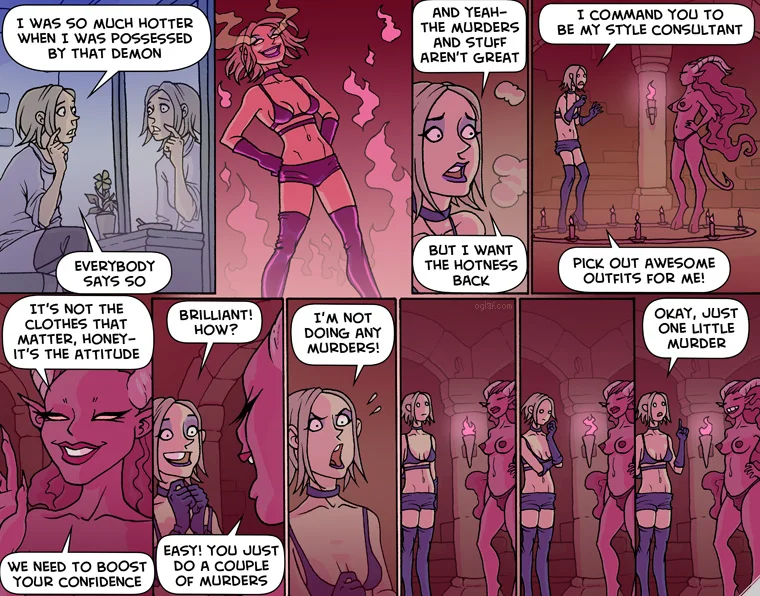 I WAS SO MUCH HOTTER
WHEN I WAS POSSESSED
BY THAT DEMON
EVERYBODY
SAYS SO
AND YEAH-
THE MURDERS
AND STUFF
AREN'T GREAT
BUT I WANT
THE HOTNESS
BACK
I COMMAND YOU TO
BE MY STYLE CONSULTANT
PICK OUT AWESOME
OUTFITS FOR ME!
IT'S NOT THE
CLOTHES THAT
MATTER, HONEY-
IT'S THE ATTITUDE
WE NEED TO BOOST
YOUR CONFIDENCE
BRILLIANT!
HOW?
EASY! YOU JUST
DO A COUPLE
OF MURDERS
I'M NOT
DOING ANY
MURDERS!
oglaf.com
OKAY, JUST
ONE LITTLE
MURDER